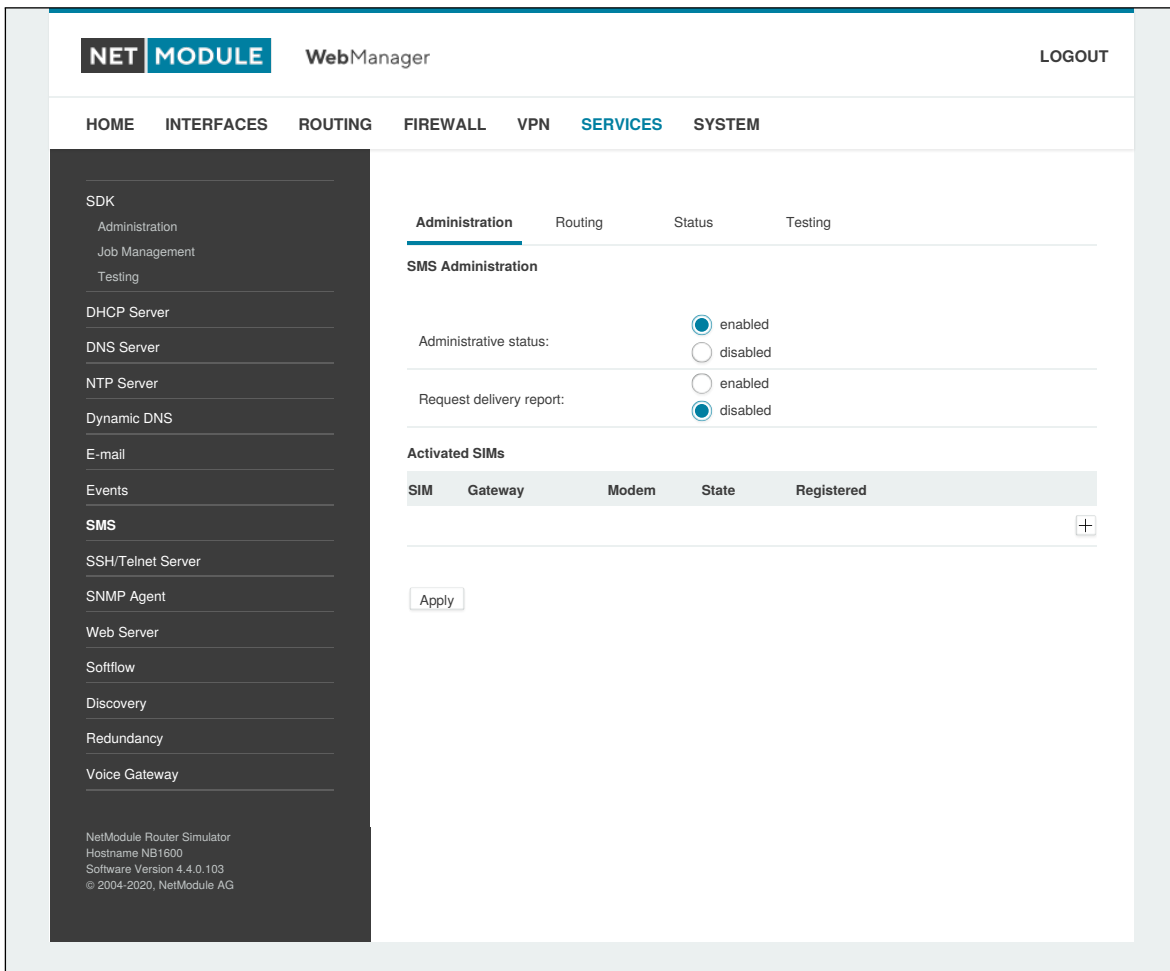 NET MODULE WebManager LOGOUT
HOME INTERFACES ROUTING FIREWALL VPN SERVICES SYSTEM
SDK
Administration
Job Management
Testing
DHCP Server
DNS Server
NTP Server
Dynamic DNS
E-mail
Events
SMS
SSH/Telnet Server
SNMP Agent
Web Server
Softflow
Discovery
Redundancy
Voice Gateway
NetModule Router Simulator
Hostname NB1600
Software Version 4.4.0.103
© 2004-2020, NetModule AG
Administration Routing Status Testing
SMS Administration
Administrative status:
enabled
disabled
Request delivery report:
enabled
disabled
Activated SIMs
SIM Gateway Modem State Registered
Apply